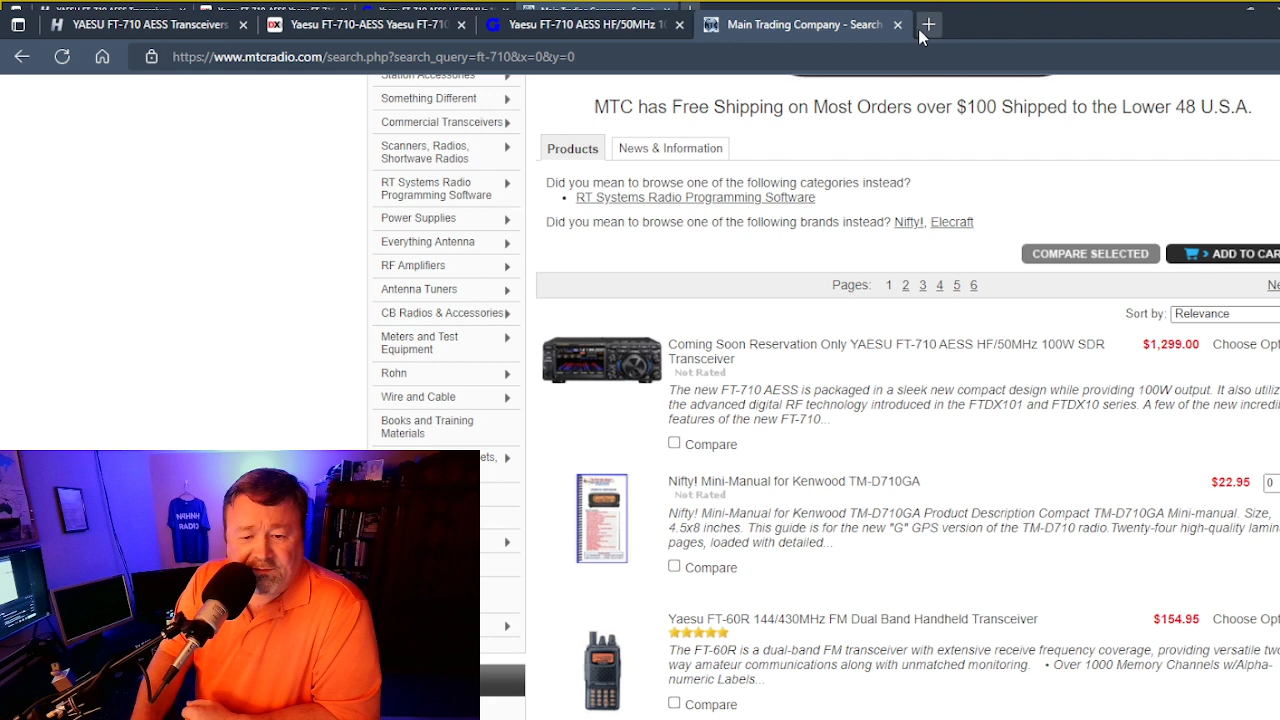 YAESU FT-710 AESS Transceivers
Yaesu FT-710-AESS Yaesu FT-71
Yaesu FT-710 AESS HF/50MHz 1
Main Trading Company - Search
https://www.mtcradio.com/search.php?search_query=ft-710&x=0&y=0
Station Accessories
Something Different
Commercial Transceivers
Scanners, Radios,
Shortwave Radios
RT Systems Radio
Programming Software
Power Supplies
Everything Antenna
RF Amplifiers
Antenna Tuners
CB Radios & Accessories
Meters and Test
Equipment
Rohn
Wire and Cable
Books and Training
Materials
ets,
MTC has Free Shipping on Most Orders over $100 Shipped to the Lower 48 U.S.A.
Products
News & Information
Did you mean to browse one of the following categories instead?
• RT Systems Radio Programming Software
Did you mean to browse one of the following brands instead? Nifty!, Elecraft
COMPARE SELECTED
ADD TO CAR
Pages: 1 2 3 4 5 6
Ne
Sort by: Relevance
Coming Soon Reservation Only YAESU FT-710 AESS HF/50MHz 100W SDR
Transceiver
$1,299.00
Choose Opt
Not Rated
The new FT-710 AESS is packaged in a sleek new compact design while providing 100W output. It also utiliz
the advanced digital RF technology introduced in the FTDX101 and FTDX10 series. A few of the new incredi
features of the new FT-710...
Compare
Nifty! Mini-Manual for Kenwood TM-D710GA
$22.95
0
Not Rated
Nifty! Mini-Manual for Kenwood TM-D710GA Product Description Compact TM-D710GA Mini-manual. Size,
4.5x8 inches. This guide is for the new "G" GPS version of the TM-D710 radio.Twenty-four high-quality lamin
pages, loaded with detailed...
Compare
Yaesu FT-60R 144/430MHz FM Dual Band Handheld Transceiver
$154.95
Choose Opt
The FT-60R is a dual-band FM transceiver with extensive receive frequency coverage, providing versatile two
way amateur communications along with unmatched monitoring. • Over 1000 Memory Channels w/Alpha-
numeric Labels...
Compare